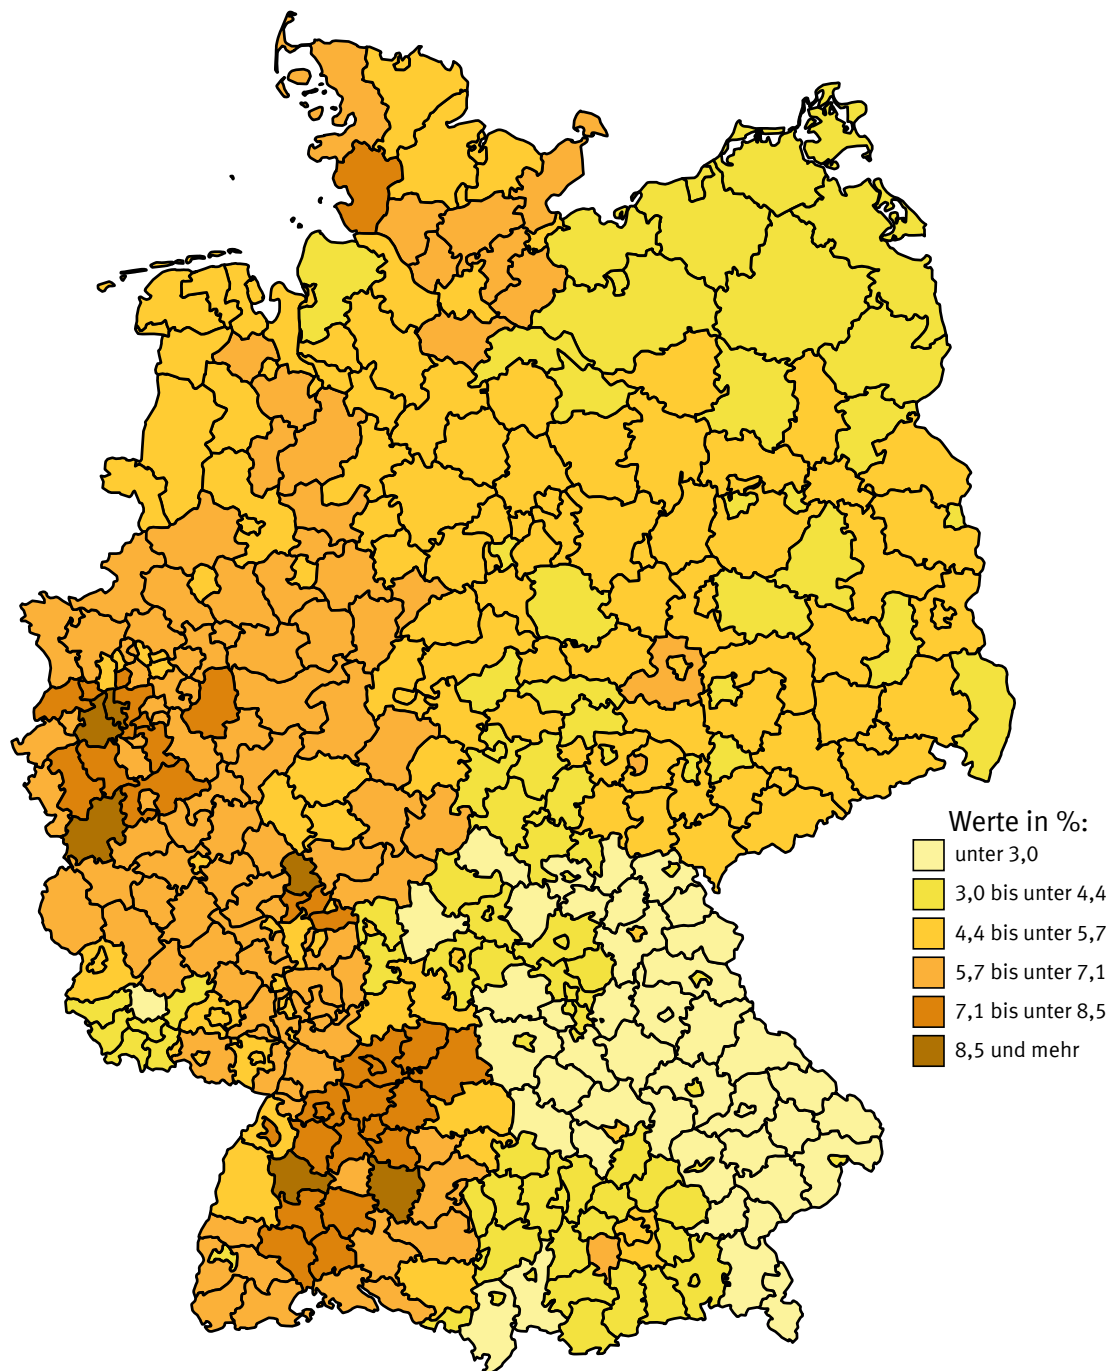 Werte in %:
unter 3,0
3,0 bis unter 4,4
4,4 bis unter 5,7
5,7 bis unter 7,1
7,1 bis unter 8,5
8,5 und mehr